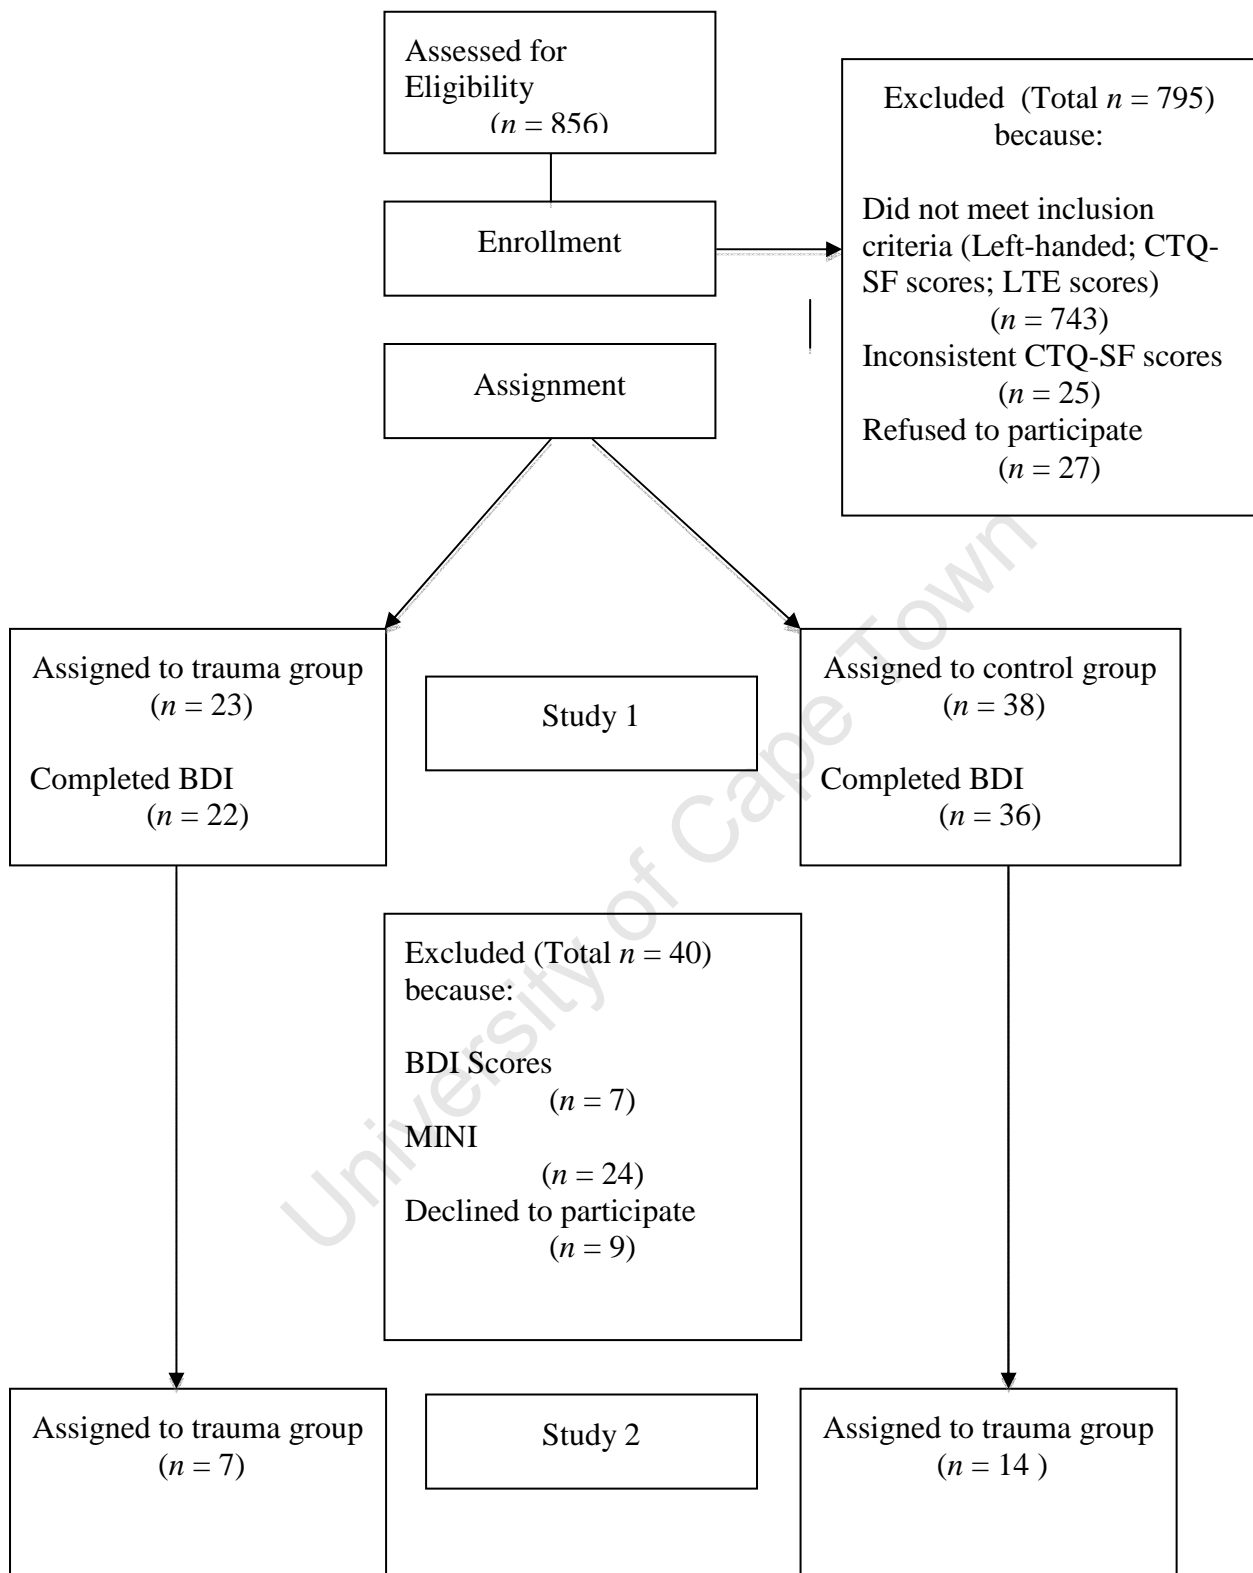 Assessed for
Eligibility
(n = 856)
Excluded (Total n = 795)
because:
Did not meet inclusion
criteria (Left-handed; CTQ-
SF scores; LTE scores)
(n = 743)
Inconsistent CTQ-SF scores
(n = 25)
Refused to participate
(n = 27)
Enrollment
Assignment
Assigned to trauma group
(n = 23)
Completed BDI
(n = 22)
Study 1
Assigned to control group
(n = 38)
Completed BDI
(n = 36)
Excluded (Total n = 40)
because:
BDI Scores
(n = 7)
MINI
(n = 24)
Declined to participate
(n = 9)
Assigned to trauma group
(n = 7)
Study 2
Assigned to trauma group
(n = 14 )
University of Cape Town